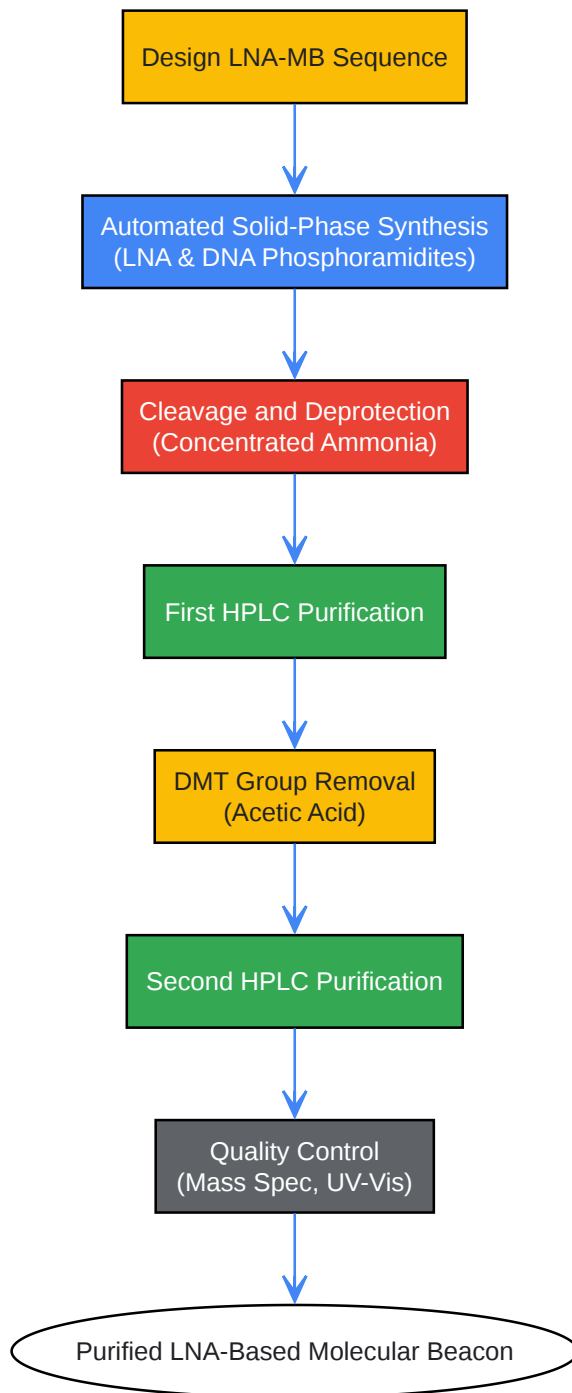 Design LNA-MB Sequence
Automated Solid-Phase Synthesis
(LNA & DNA Phosphoramidites)
Cleavage and Deprotection
(Concentrated Ammonia)
First HPLC Purification
DMT Group Removal
(Acetic Acid)
Second HPLC Purification
Quality Control
(Mass Spec, UV-Vis)
Purified LNA-Based Molecular Beacon